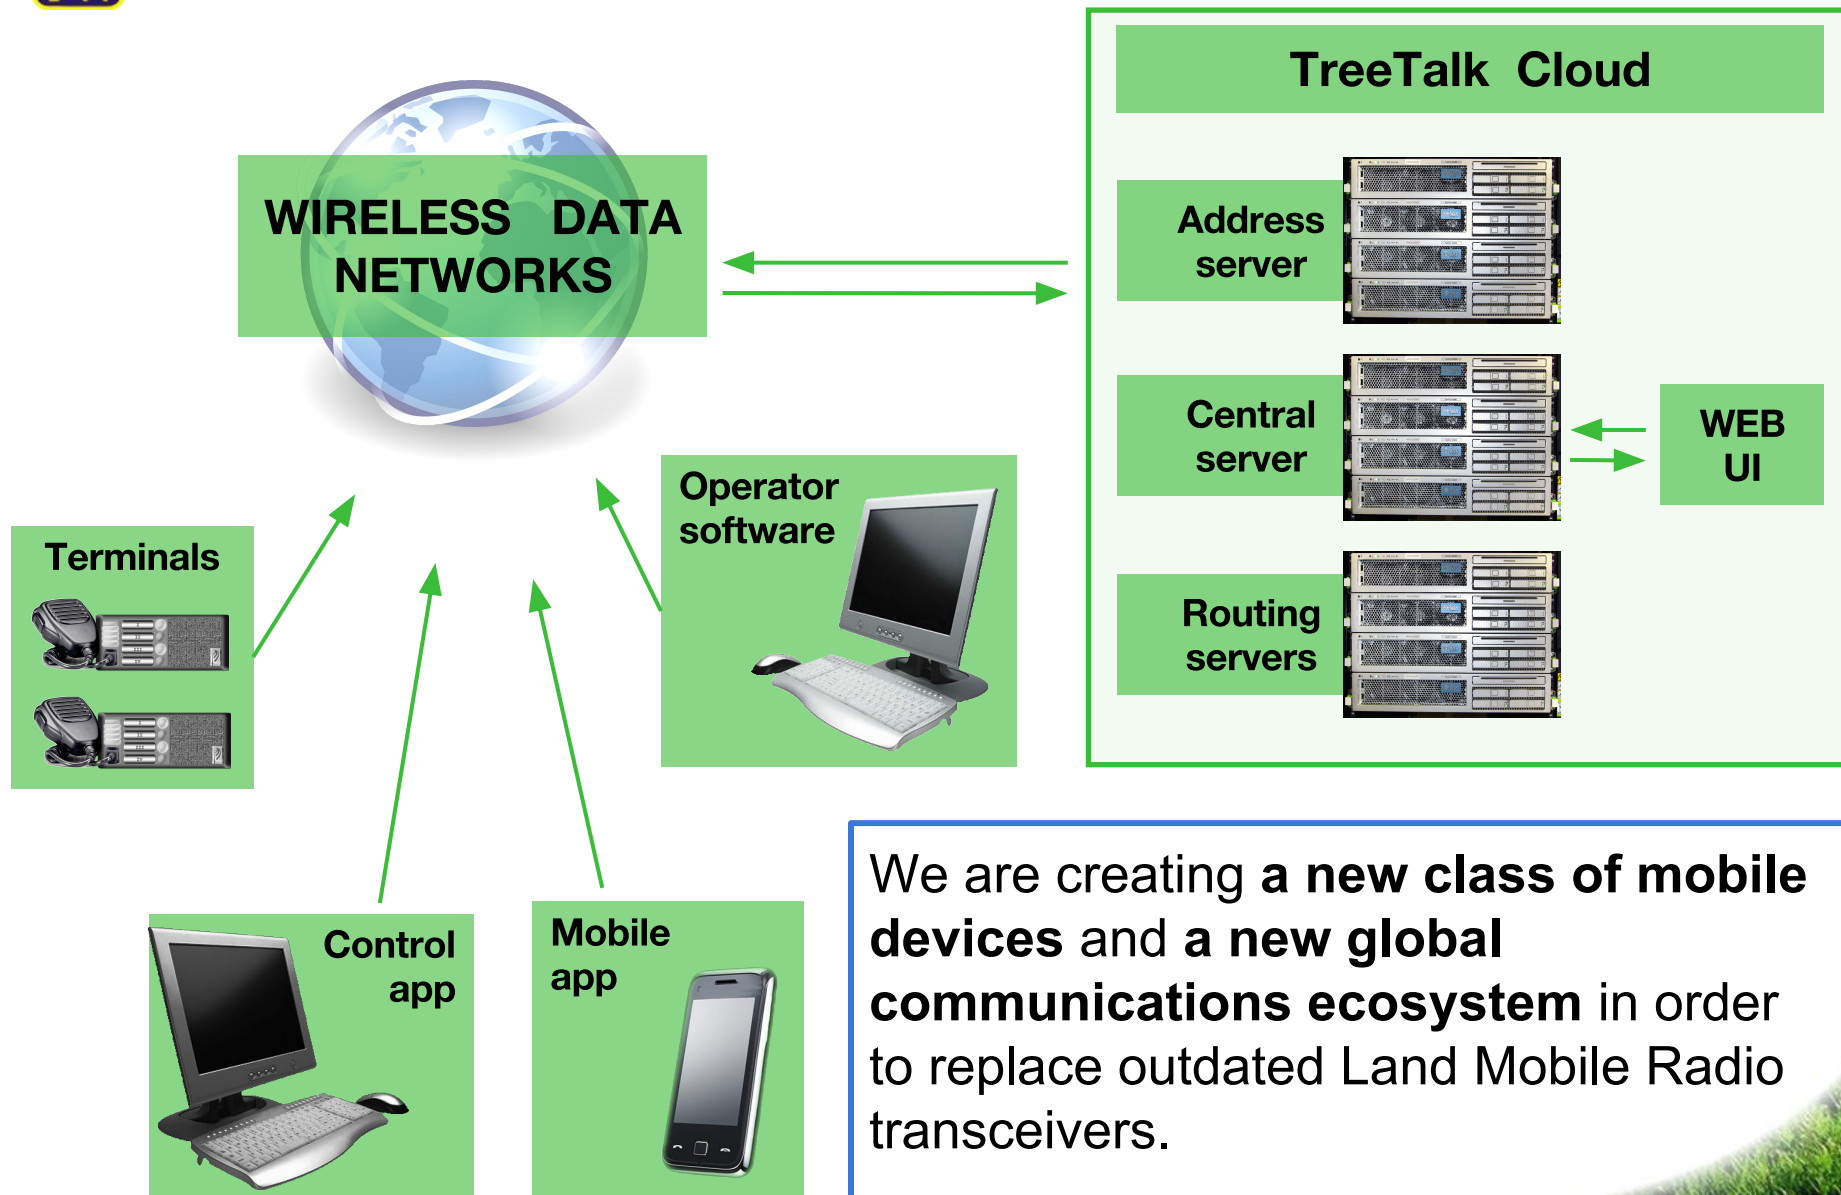 TreeTalk Cloud
WIRELESS DATA
NETWORKS
Address
server
Central
server
WEB
UI
Routing
servers
Operator
software
Terminals
Control
app
Mobile
app
We are creating a new class of mobile
devices and a new global
communications ecosystem in order
to replace outdated Land Mobile Radio
transceivers.